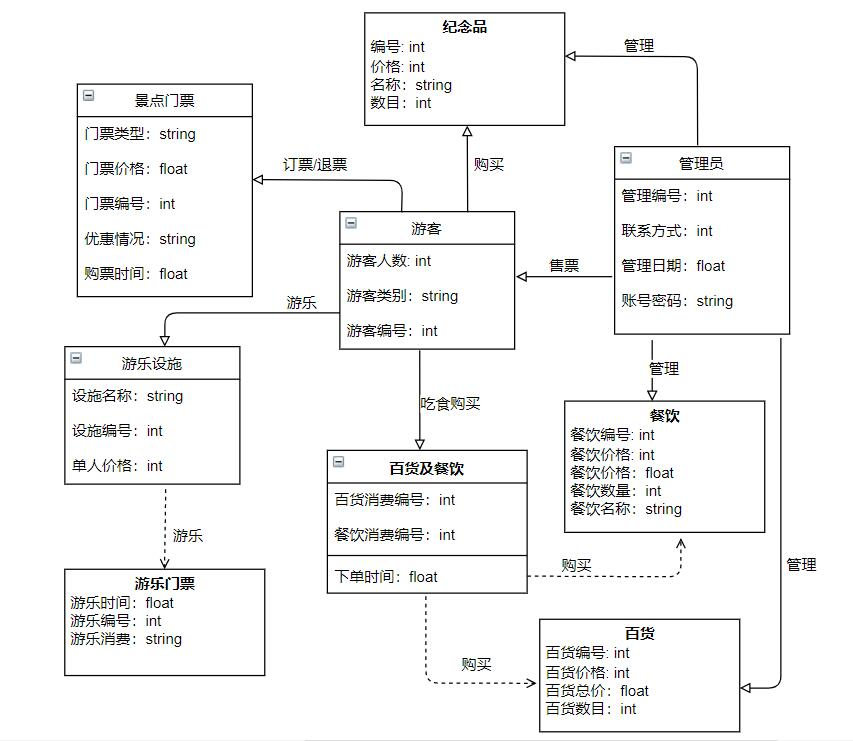 纪念品
编号: int
价格: int
名称：string
数目：int
管理
景点门票
门票类型：string
门票价格：float
门票编号：int
优惠情况：string
购票时间：float
订票/退票
购买
管理员
管理编号：int
联系方式：int
管理日期：float
账号密码：string
游客
游客人数: int
游客类别：string
游客编号：int
售票
游乐
游乐设施
设施名称：string
设施编号：int
单人价格：int
吃食购买
管理
餐饮
餐饮编号: int
餐饮价格: int
餐饮价格：float
餐饮数量：int
餐饮名称：string
百货及餐饮
百货消费编号：int
餐饮消费编号：int
下单时间：float
游乐
购买
管理
游乐门票
游乐时间：float
游乐编号：int
游乐消费：string
购买
百货
百货编号: int
百货价格: int
百货总价：float
百货数目：int